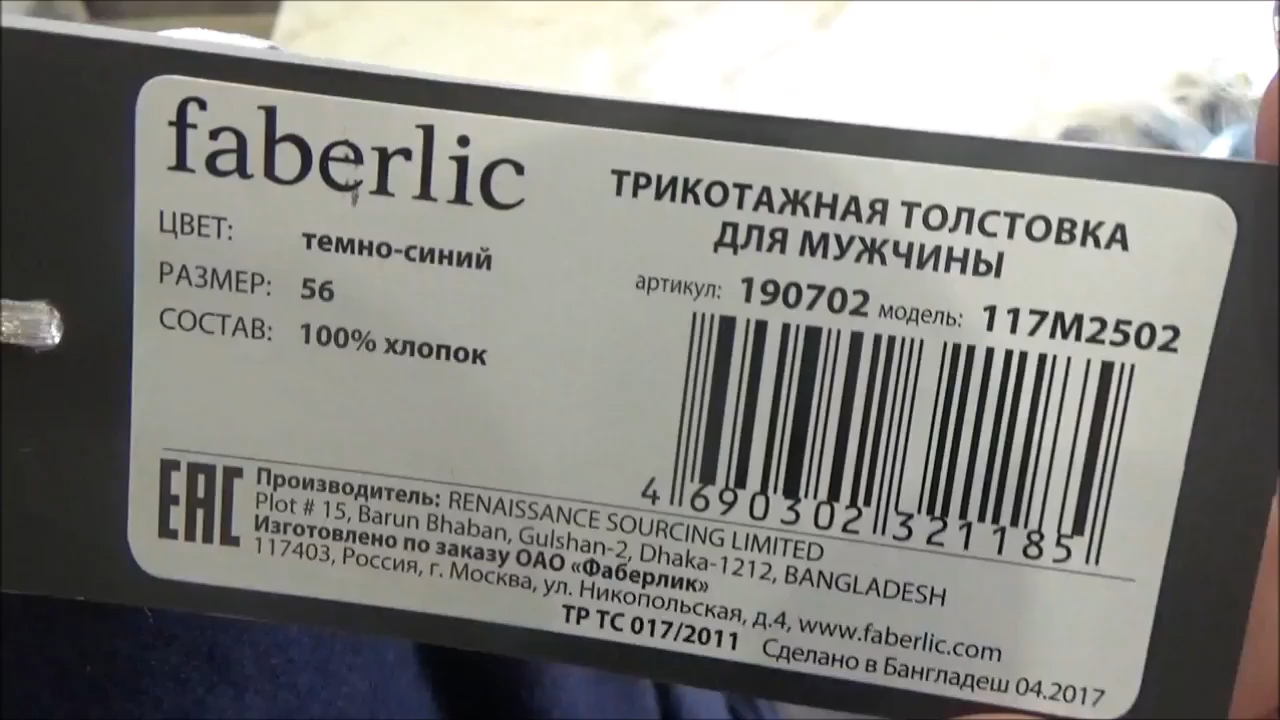 faberlic
ЦВЕТ: темно-синий
РАЗМЕР: 56
СОСТАВ: 100% хлопок
ТРИКОТАЖНАЯ ТОЛСТОВКА
ДЛЯ МУЖЧИНЫ
артикул: 190702 модель: 117M2502
4 690302 321185
EAC
Производитель: RENAISSANCE SOURCING LIMITED
Plot # 15, Barun Bhaban, Gulshan-2, Dhaka-1212, BANGLADESH
Изготовлено по заказу ОАО «Фаберлик»
117403, Россия, г. Москва, ул. Никопольская, д.4, www.faberlic.com
ТР ТС 017/2011 Сделано в Бангладеш 04.2017